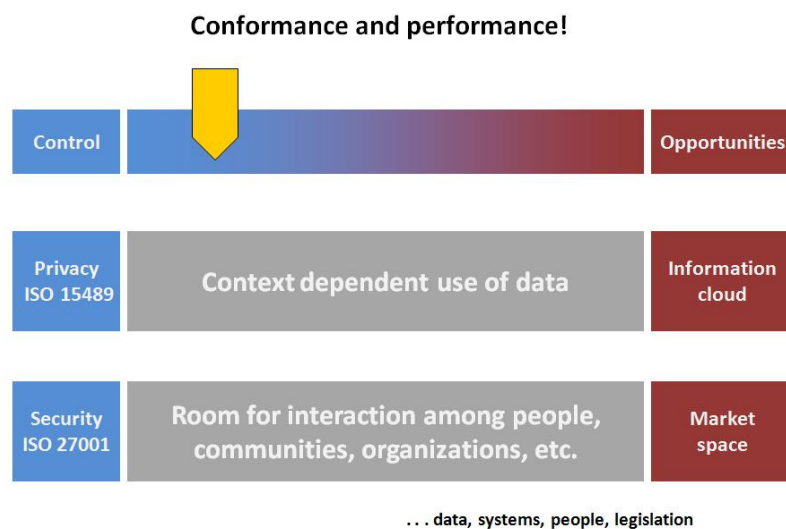 Conformance and performance!
Control
Opportunities
Privacy
ISO 15489
Context dependent use of data
Information
cloud
Security
ISO 27001
Room for interaction among people,
communities, organizations, etc.
Market
space
. . . data, systems, people, legislation